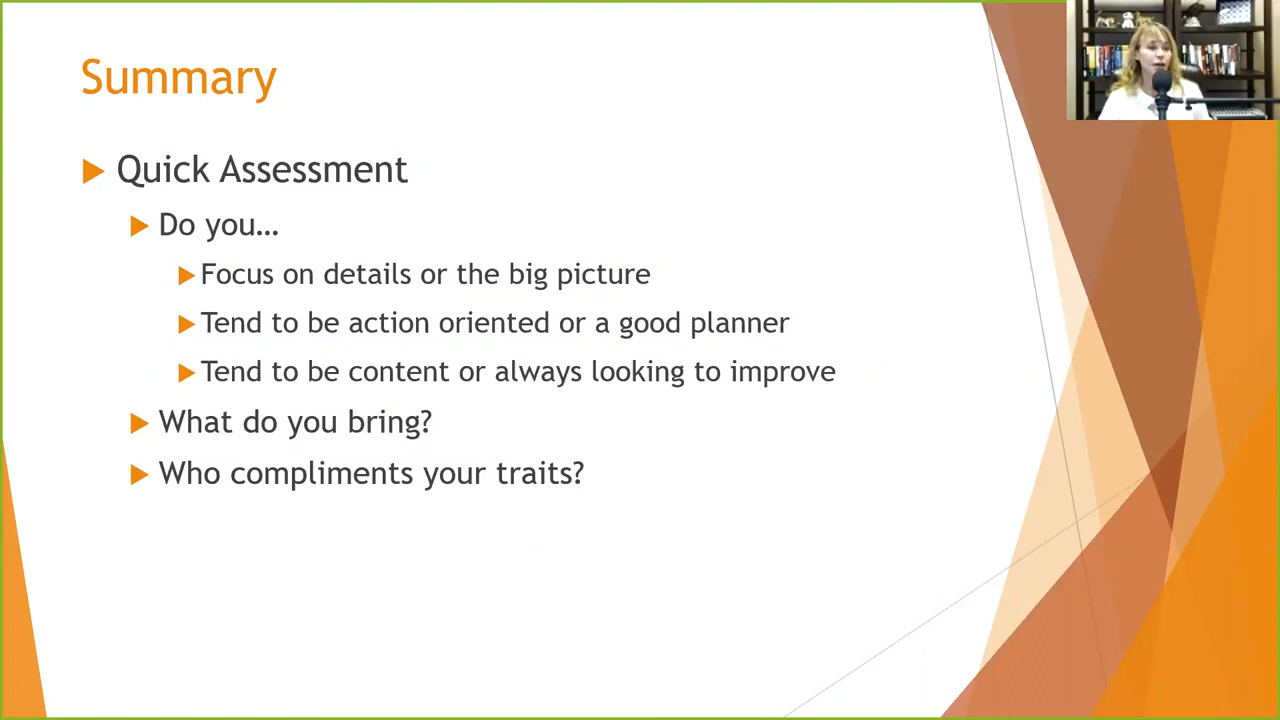 Summary
Quick Assessment
Do you…
Focus on details or the big picture
Tend to be action oriented or a good planner
Tend to be content or always looking to improve
What do you bring?
Who compliments your traits?